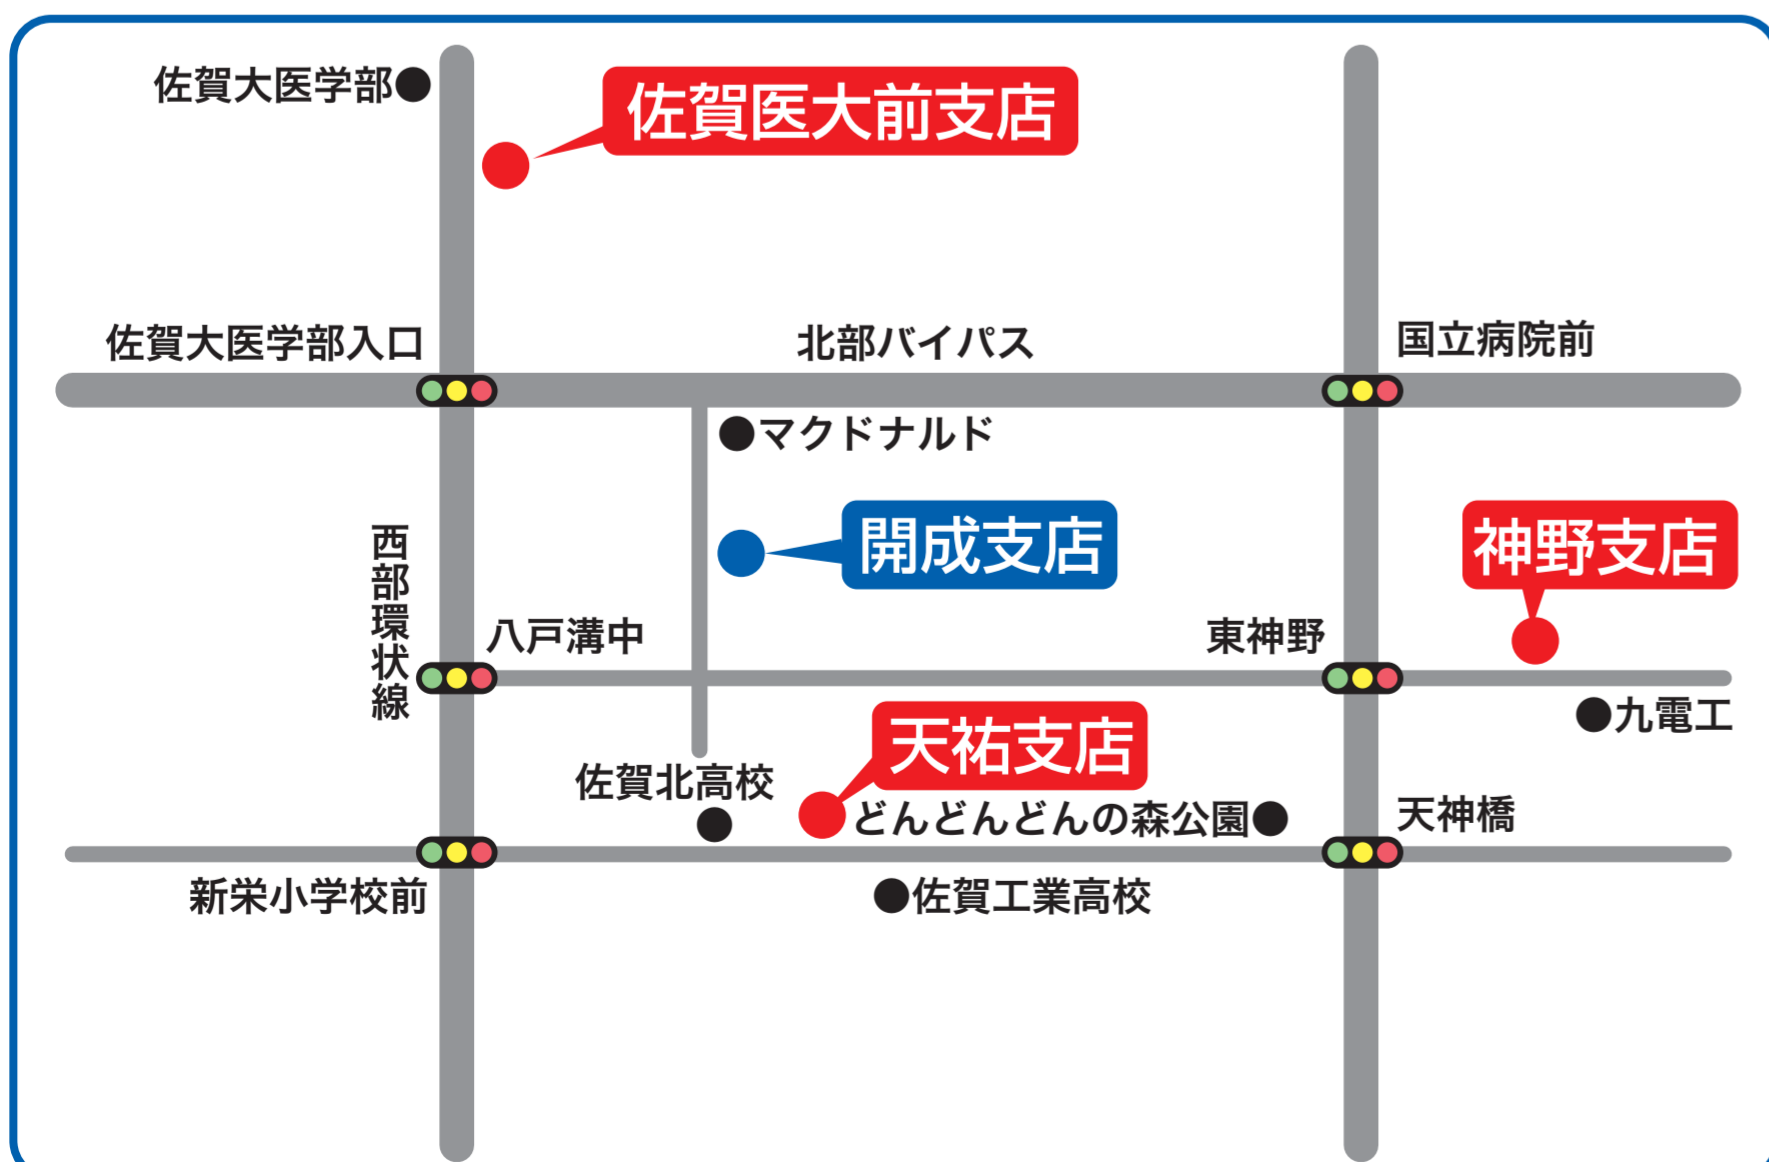 佐賀大医学部
佐賀医大前支店
佐賀大医学部入口
北部バイパス
国立病院前
マクドナルド
西部環状線
開成支店
神野支店
八戸溝中
東神野
九電工
天祐支店
佐賀北高校
どんどんどんの森公園
天神橋
新栄小学校前
佐賀工業高校